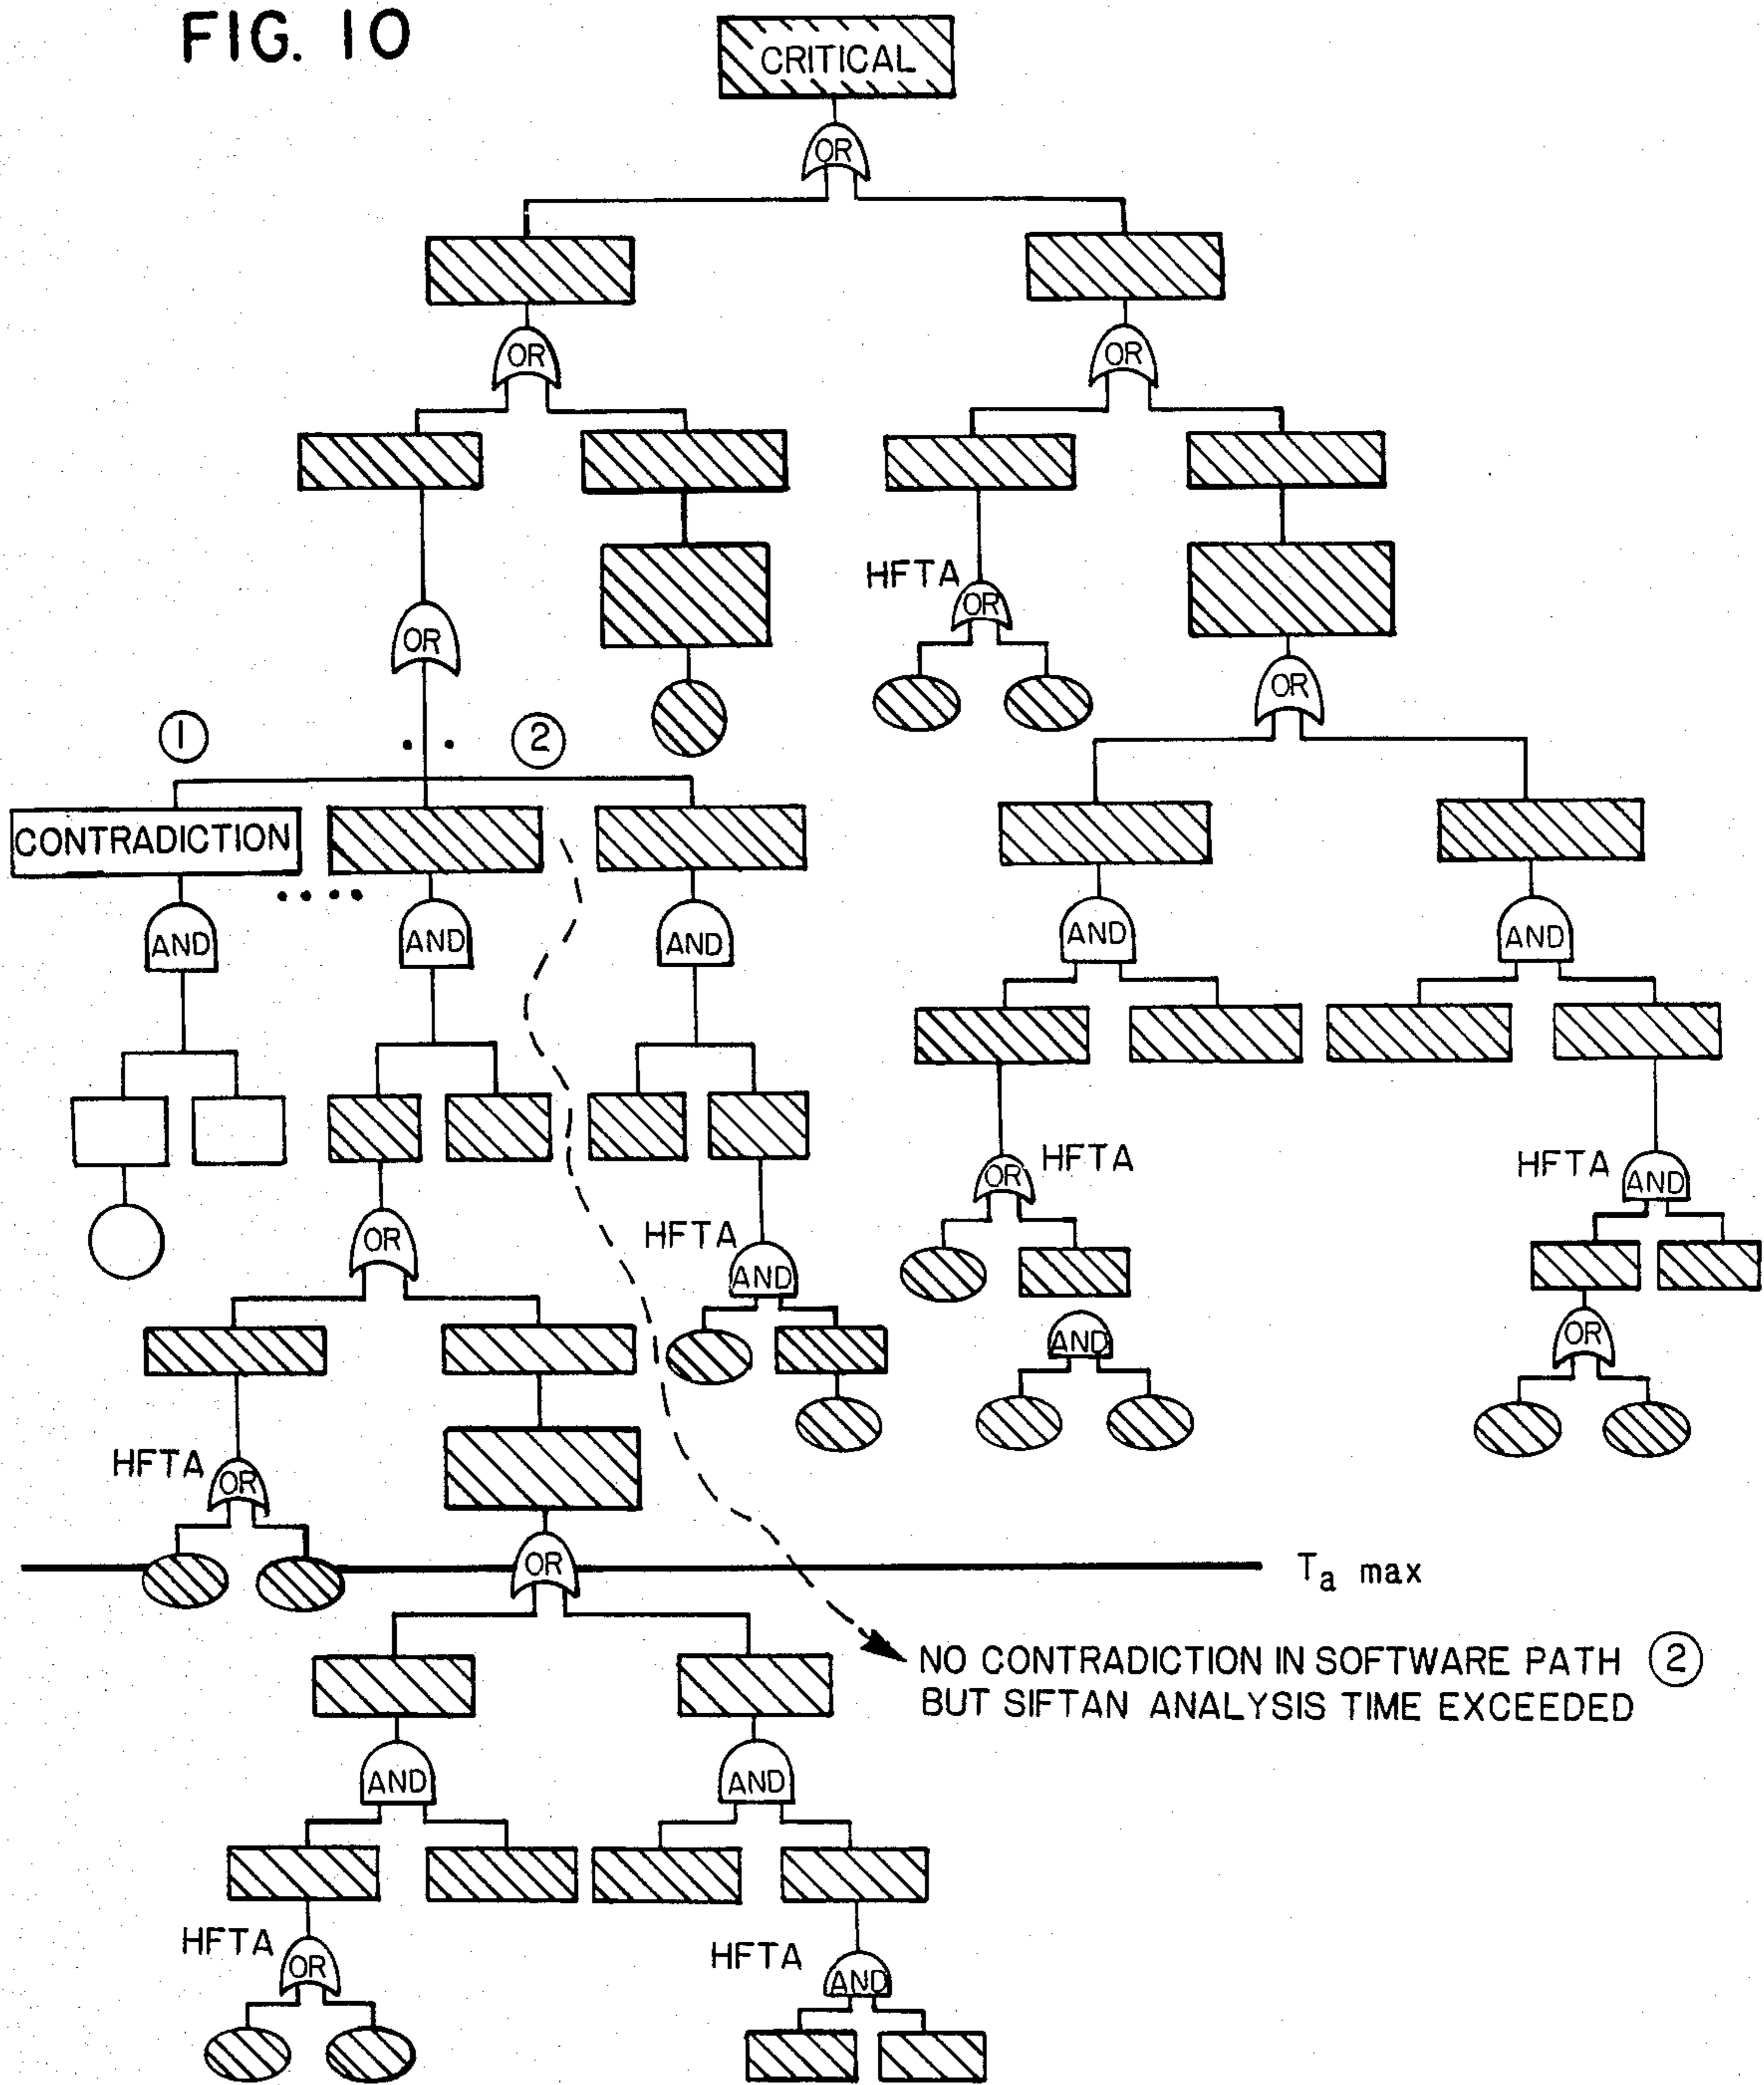 FIG. 10
CRITICAL
OR
OR
OR
HFTA
OR
OR
OR
1
2
CONTRADICTION
AND
AND
AND
AND
AND
HFTA
OR
HFTA
AND
OR
HFTA
AND
AND
OR
HFTA
OR
OR
Ta max
NO CONTRADICTION IN SOFTWARE PATH 2
BUT SIFTAN ANALYSIS TIME EXCEEDED
AND
AND
HFTA
OR
HFTA
AND